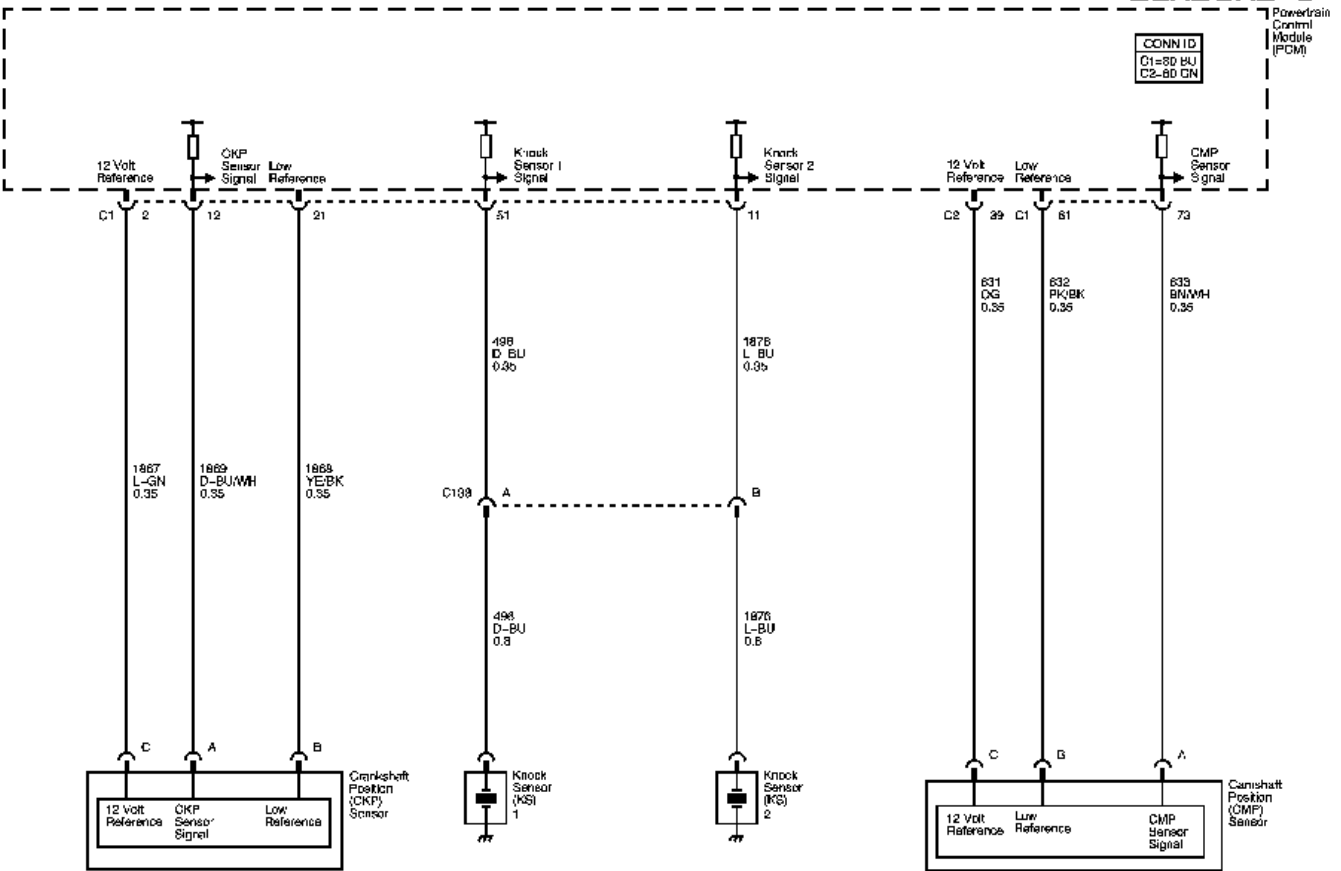 Powertrain
Control
Module
(PCM)
CONN ID
C1=80 BU
C2=80 GN
12 Volt
Reference
CKP
Sensor
Signal
Low
Reference
Knock
Sensor 1
Signal
Knock
Sensor 2
Signal
12 Volt
Reference
Low
Reference
CMP
Sensor
Signal
C1 2 12 21 51 11 C2 39 C1 61 73
631
OG
0.35
632
PK/BK
0.35
633
BN/WH
0.35
496
D-BU
0.35
1876
L-BU
0.35
1867
L-GN
0.35
1869
D-BU/WH
0.35
1868
YE/BK
0.35
A B
496
D-BU
0.8
1876
L-BU
0.8
C A B
C A
Crankshaft
Position
(CKP)
Sensor
12 Volt
Reference
CKP
Sensor
Signal
Low
Reference
Knock
Sensor
(KS)
1
Knock
Sensor
(KS)
2
Camshaft
Position
(CMP)
Sensor
12 Volt
Reference
Low
Reference
CMP
Sensor
Signal